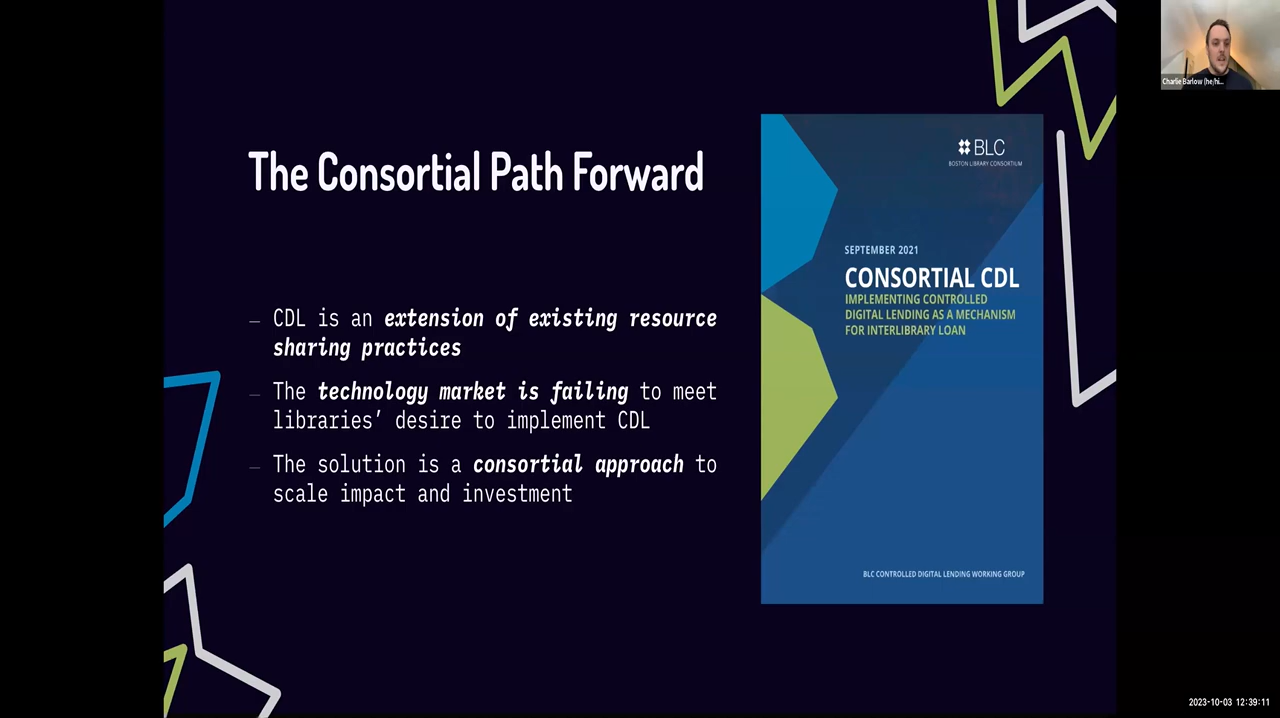 The Consortial Path Forward
– CDL is an extension of existing resource
sharing practices
– The technology market is failing to meet
libraries’ desire to implement CDL
– The solution is a consortial approach to
scale impact and investment
BLC
BOSTON LIBRARY CONSORTIUM
SEPTEMBER 2021
CONSORTIAL CDL
IMPLEMENTING CONTROLLED
DIGITAL LENDING AS A MECHANISM
FOR INTERLIBRARY LOAN
BLC CONTROLLED DIGITAL LENDING WORKING GROUP
Charlie Barlow (he/hi...
2023-10-03 12:39:11